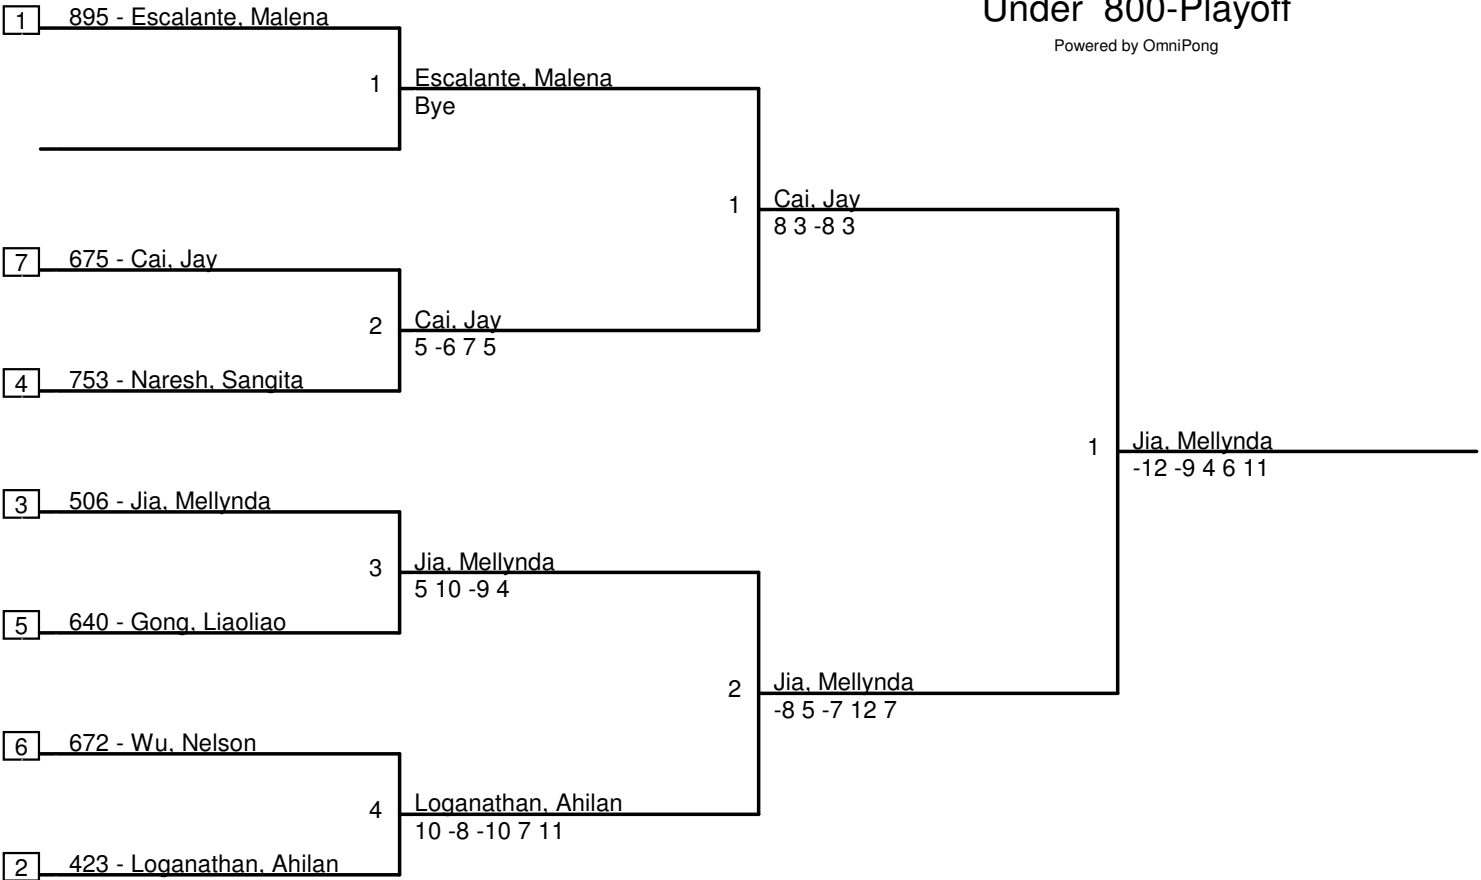 Under 800-Playoff
Powered by OmniPong
1 895 - Escalante, Malena
1 Escalante, Malena
Bye
1 Cai, Jay
8 3 -8 3
7 675 - Cai, Jay
2 Cai, Jay
5 -6 7 5
4 753 - Naresh, Sangita
1 Jia, Mellynda
-12 -9 4 6 11
3 506 - Jia, Mellynda
3 Jia, Mellynda
5 10 -9 4
5 640 - Gong, Liaoliao
2 Jia, Mellynda
-8 5 -7 12 7
6 672 - Wu, Nelson
4 Loganathan, Ahilan
10 -8 -10 7 11
2 423 - Loganathan, Ahilan